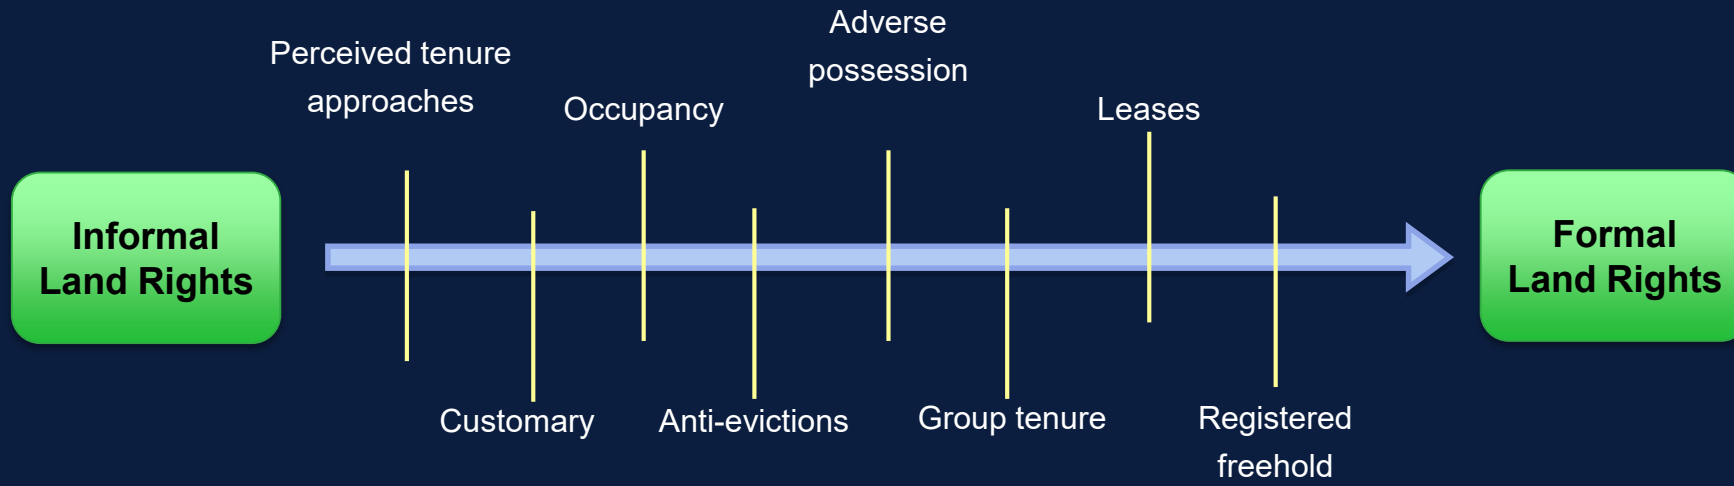 Adverse
possession
Perceived tenure
approaches
Occupancy
Leases
Informal
Land Rights
Formal
Land Rights
Customary
Anti-evictions
Group tenure
Registered
freehold